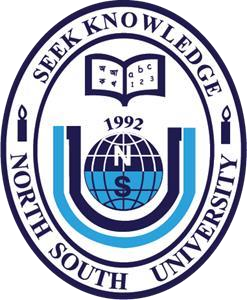 SEEK KNOWLEDGE
অ আ abc
ক খ 123
1992
N
S
NORTH SOUTH UNIVERSITY